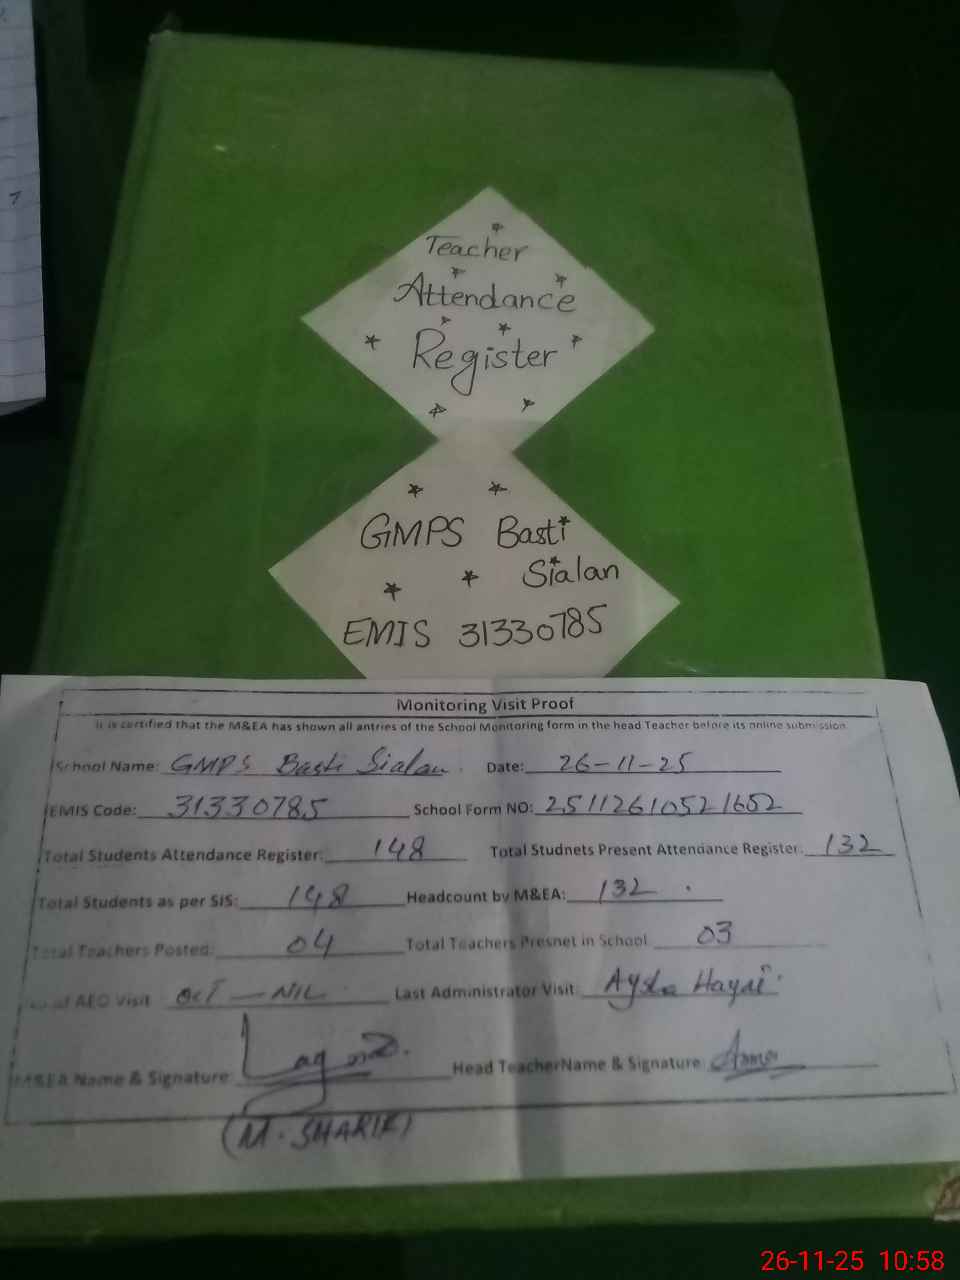 Teacher
Attendance
Register
GMPS Basti
Sialan
EMIS 31330785
Monitoring Visit Proof
It is certified that the M&EA has shown all antries of the School Monitoring form in the head Teacher before its online submission
School Name: GMPS Basti Sialan. Date: 26-11-25
EMIS Code: 31330785 School Form NO: 251126105216 52
Total Students Attendance Register: 148 Total Studnets Present Attendance Register: 132
Total Students as per SIS: 148 Headcount by M&EA: 132
Total Teachers Posted: 04 Total Teachers Presnet in School 03
of AEO Visit Oct - NIL Last Administrator Visit: Aysha
M&EA Name & Signature Head TeacherName & Signature
(M. SHARIF)
26-11-25 10:58